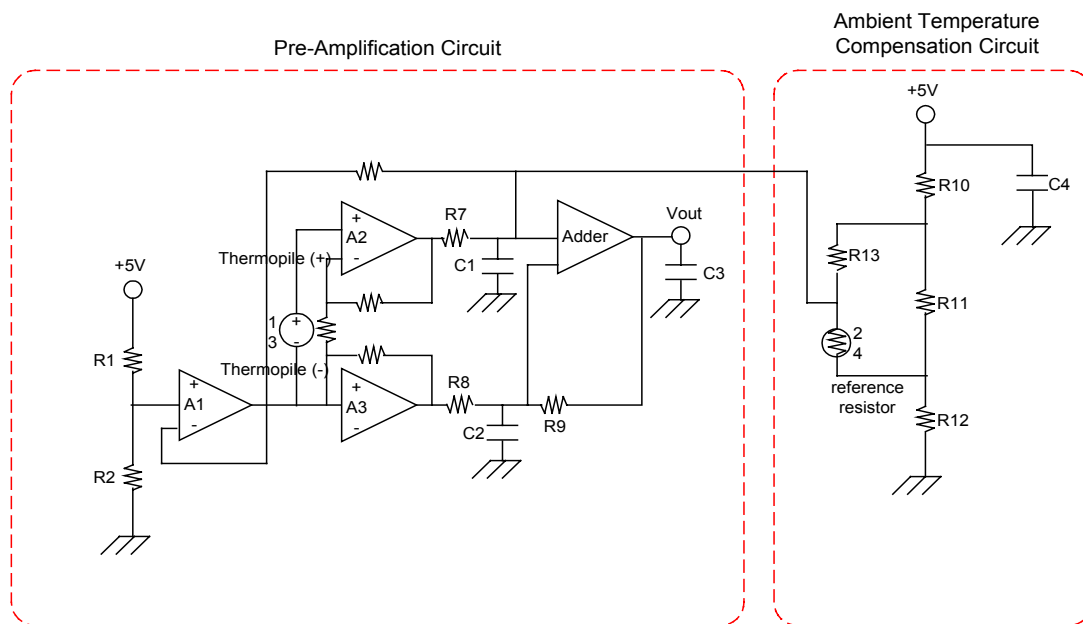 Pre-Amplification Circuit
Ambient Temperature
Compensation Circuit
+5V
R10
C4
R13
R11
2
4
reference
resistor
R12
+
A2
-
R7
Adder
Vout
C1
C3
Thermopile (+)
+5V
1
+
3
-
Thermopile (-)
R1
+
A1
-
+
A3
-
R8
R9
C2
R2